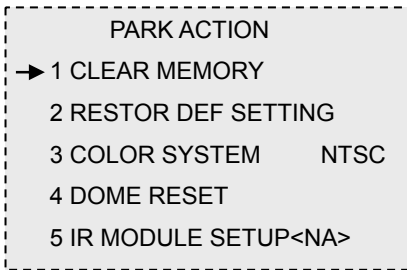 PARK ACTION
1 CLEAR MEMORY
2 RESTOR DEF SETTING
3 COLOR SYSTEM NTSC
4 DOME RESET
5 IR MODULE SETUP<NA>